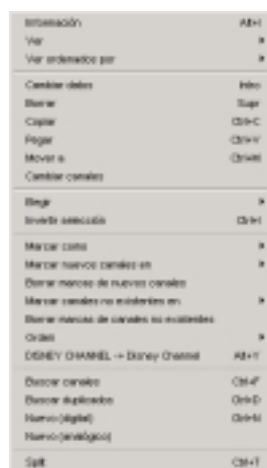 Información Alt+I
Ver
Ver ordenados por
Cambiar datos Intro
Borrar Supr
Copiar Ctrl+C
Pegar Ctrl+V
Mover a Ctrl+M
Cambiar canales
Elegir
Invertir selección Ctrl+I
Marcar como
Marcar nuevos canales en
Borrar marcas de nuevos canales
Marcar canales no existentes en
Borrar marcas de canales no existentes
Orden
DISNEY CHANNEL -> Disney Channel Alt+Y
Buscar canales Ctrl+F
Buscar duplicados Ctrl+D
Nuevo (digital) Ctrl+N
Nuevo (analógico)
Split Ctrl+T